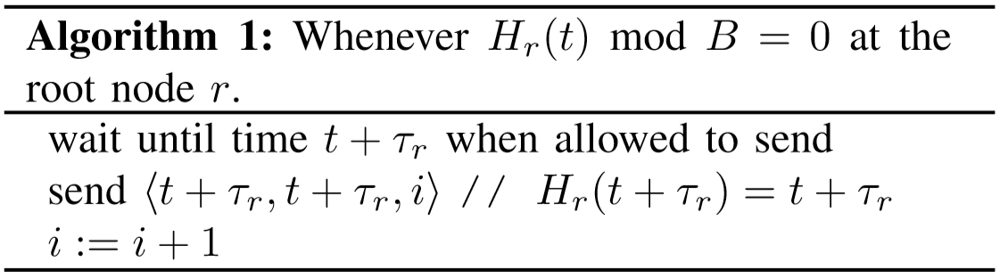 Algorithm 1: Whenever $H_r(t)$ mod $B = 0$ at the
root node $r$.
wait until time $t + \tau_r$ when allowed to send
send $\langle t + \tau_r, t + \tau_r, i \rangle$ // $H_r(t + \tau_r) = t + \tau_r$
$i := i + 1$